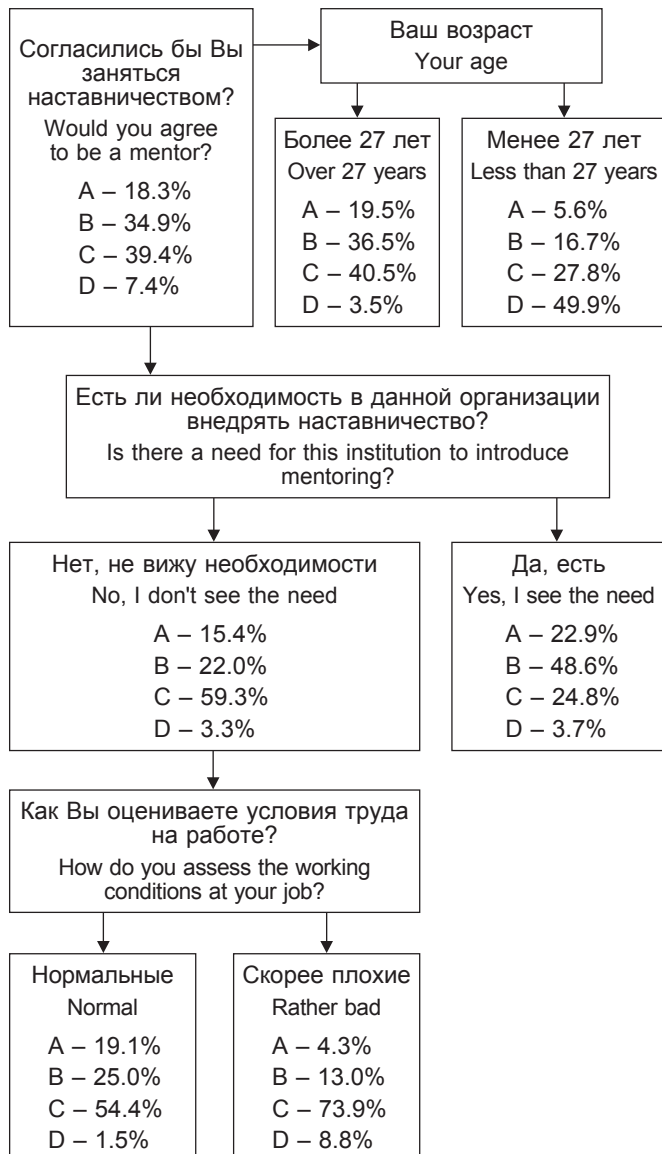 Согласились бы Вы
заняться
наставничеством?
Would you agree
to be a mentor?
A – 18.3%
B – 34.9%
C – 39.4%
D – 7.4%
Ваш возраст
Your age
Более 27 лет
Over 27 years
A – 19.5%
B – 36.5%
C – 40.5%
D – 3.5%
Менее 27 лет
Less than 27 years
A – 5.6%
B – 16.7%
C – 27.8%
D – 49.9%
Есть ли необходимость в данной организации
внедрять наставничество?
Is there a need for this institution to introduce
mentoring?
Нет, не вижу необходимости
No, I don't see the need
A – 15.4%
B – 22.0%
C – 59.3%
D – 3.3%
Да, есть
Yes, I see the need
A – 22.9%
B – 48.6%
C – 24.8%
D – 3.7%
Как Вы оцениваете условия труда
на работе?
How do you assess the working
conditions at your job?
Нормальные
Normal
A – 19.1%
B – 25.0%
C – 54.4%
D – 1.5%
Скорее плохие
Rather bad
A – 4.3%
B – 13.0%
C – 73.9%
D – 8.8%